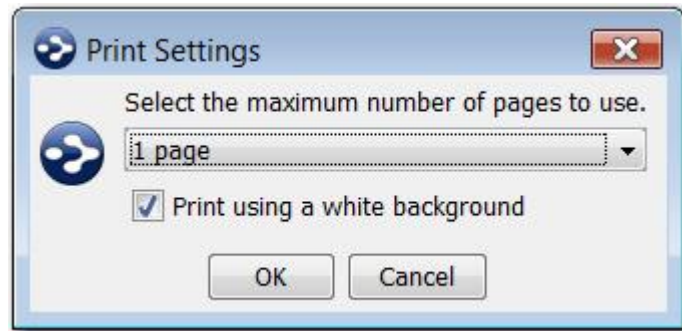 Print Settings
Select the maximum number of pages to use.
1 page
Print using a white background
OK Cancel